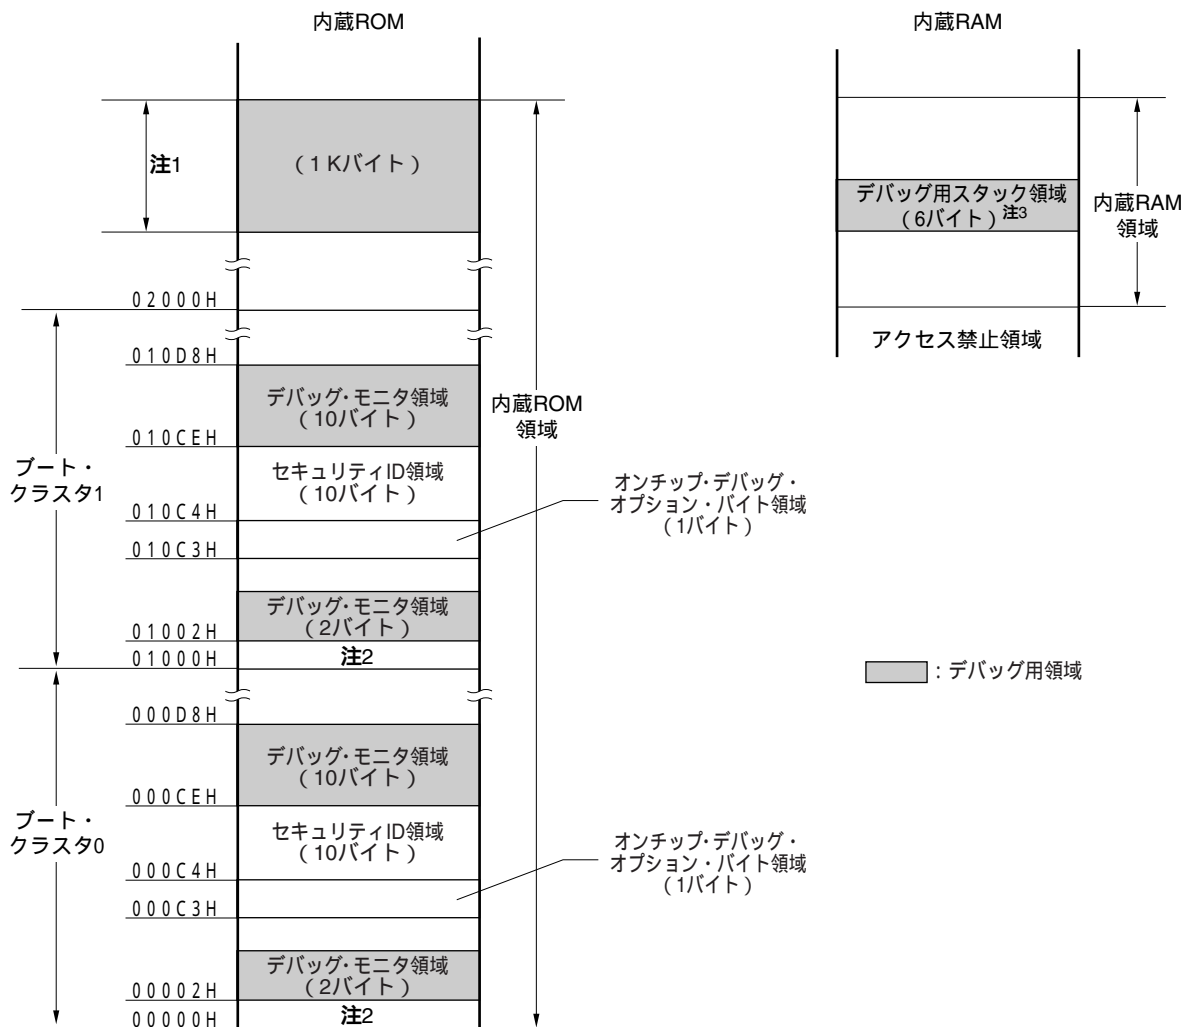 内蔵ROM
内蔵RAM
注1
(1 Kバイト)
デバッグ用スタック領域
(6バイト)注3
内蔵RAM
領域
アクセス禁止領域
02000H
010D8H
デバッグ・モニタ領域
(10バイト)
内蔵ROM
領域
010CEH
ブート・
クラスタ1
セキュリティID領域
(10バイト)
オンチップ・デバッグ・
オプション・バイト領域
(1バイト)
010C4H
010C3H
デバッグ・モニタ領域
(2バイト)
01002H
注2
01000H
:デバッグ用領域
000D8H
デバッグ・モニタ領域
(10バイト)
000CEH
ブート・
クラスタ0
セキュリティID領域
(10バイト)
オンチップ・デバッグ・
オプション・バイト領域
(1バイト)
000C4H
000C3H
デバッグ・モニタ領域
(2バイト)
00002H
注2
00000H